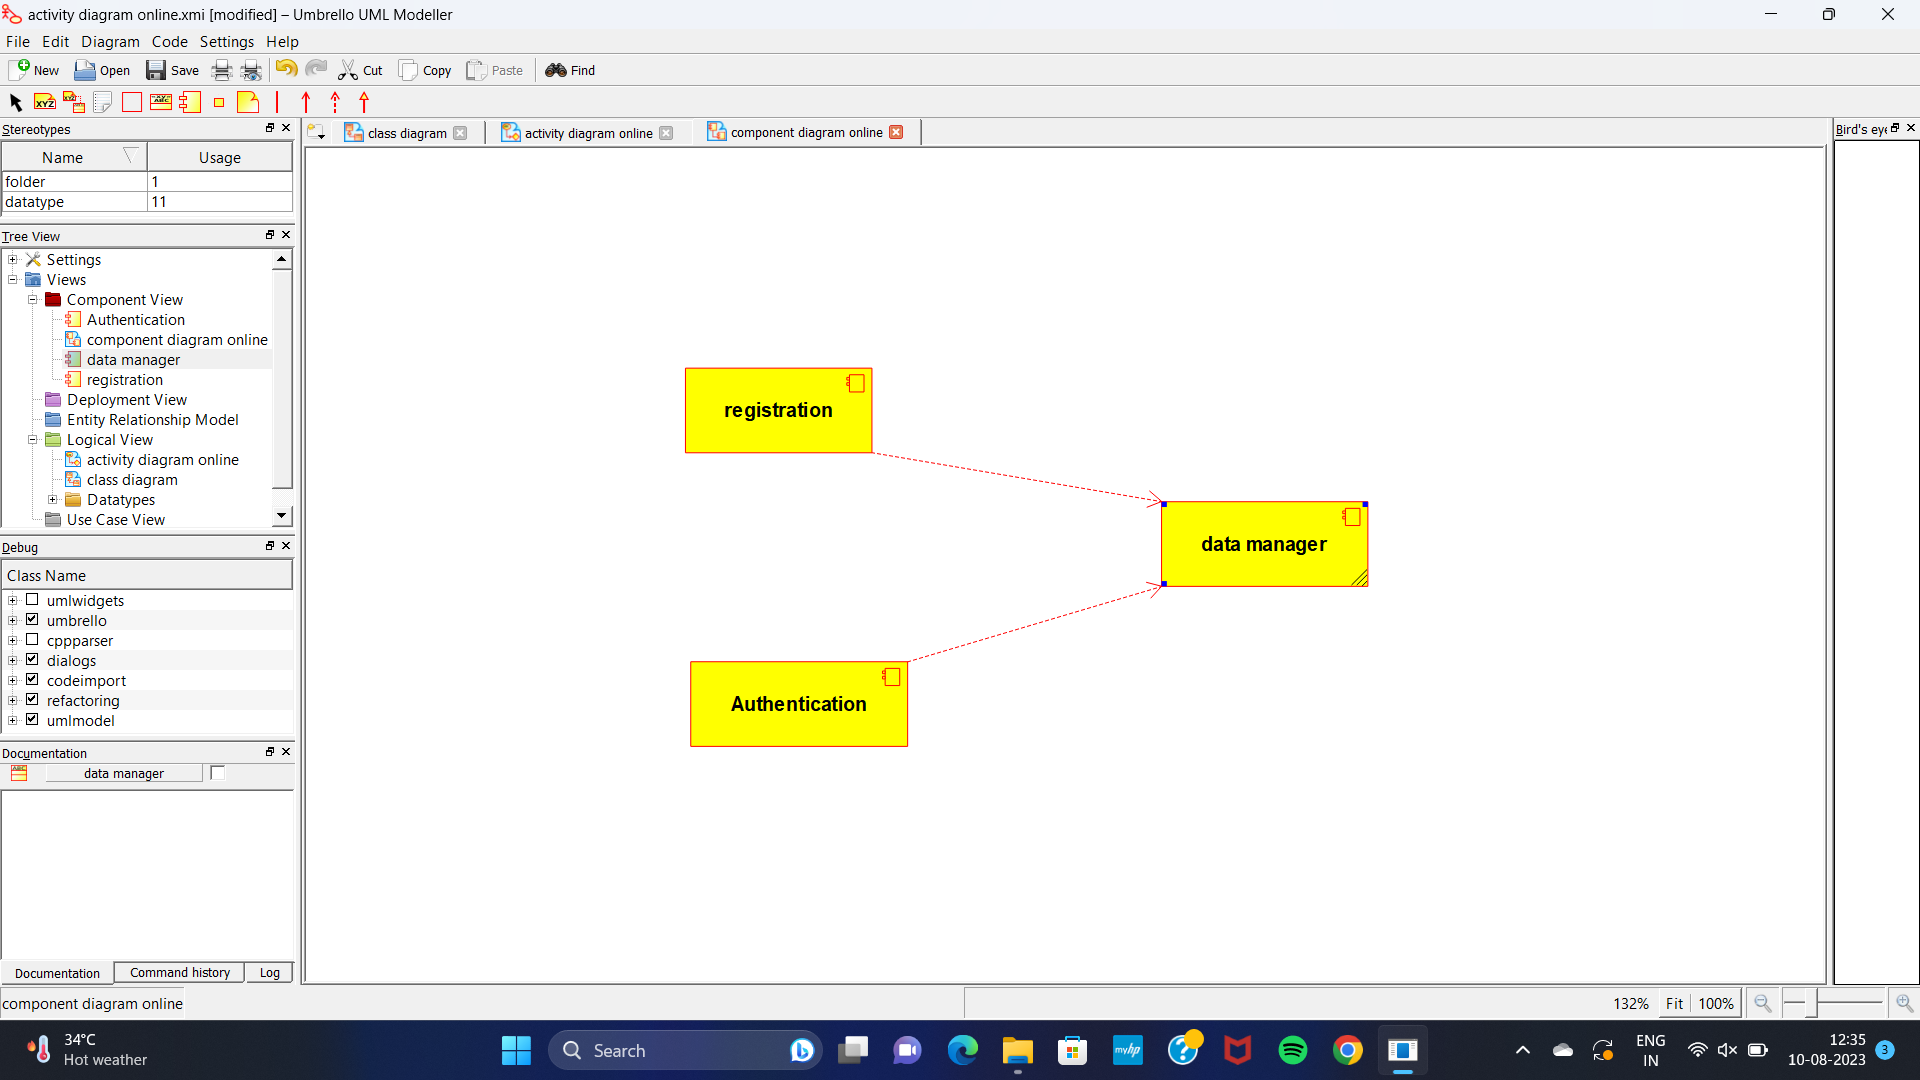 activity diagram online.xmi [modified] – Umbrello UML Modeller
File Edit Diagram Code Settings Help
New Open Save Cut Copy Paste Find
XYZ XYZ ABC
Stereotypes
Name Usage
folder 1
datatype 11
Tree View
Settings
Views
Component View
Authentication
component diagram online
data manager
registration
Deployment View
Entity Relationship Model
Logical View
activity diagram online
class diagram
Datatypes
Use Case View
Debug
Class Name
umlwidgets
umbrello
cppparser
dialogs
codeimport
refactoring
umlmodel
Documentation
data manager
Documentation Command history Log
class diagram activity diagram online component diagram online
registration
data manager
Authentication
Bird's eye
component diagram online
132% Fit 100%
34°C
Hot weather
Search
myhp
ENG
IN
12:35
10-08-2023
3